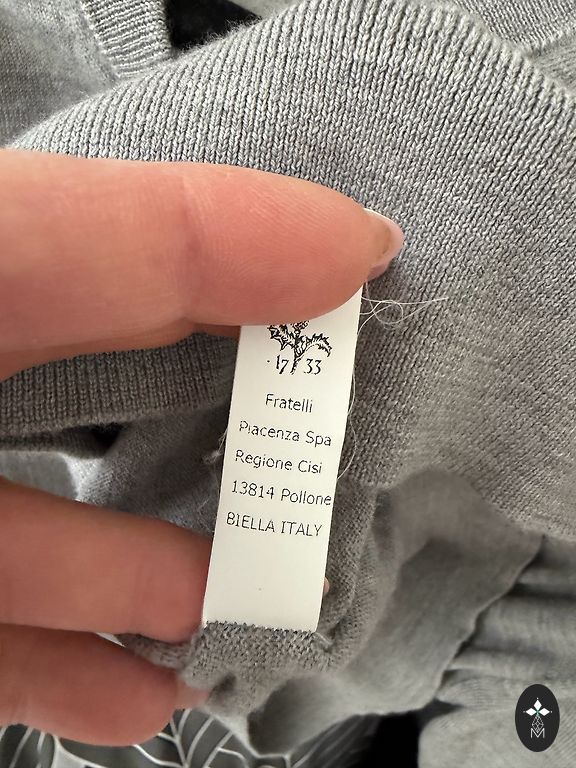 17 33
Fratelli
Piacenza Spa
Regione Cisi
13814 Pollone
BIELLA ITALY
M